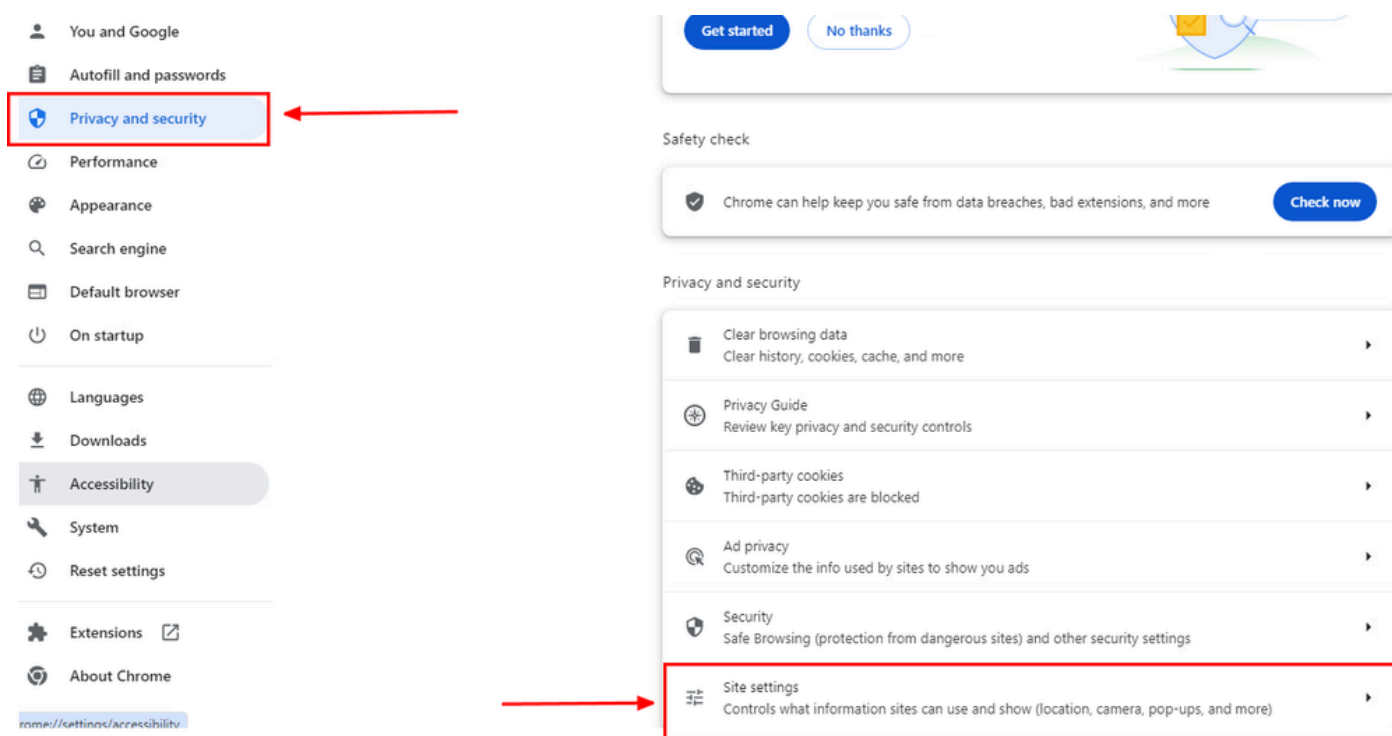 You and Google
Autofill and passwords
Privacy and security
Performance
Appearance
Search engine
Default browser
On startup
Languages
Downloads
Accessibility
System
Reset settings
Extensions
About Chrome
rome://settings/accessibility
Get started
No thanks
Safety check
Chrome can help keep you safe from data breaches, bad extensions, and more
Check now
Privacy and security
Clear browsing data
Clear history, cookies, cache, and more
Privacy Guide
Review key privacy and security controls
Third-party cookies
Third-party cookies are blocked
Ad privacy
Customize the info used by sites to show you ads
Security
Safe Browsing (protection from dangerous sites) and other security settings
Site settings
Controls what information sites can use and show (location, camera, pop-ups, and more)